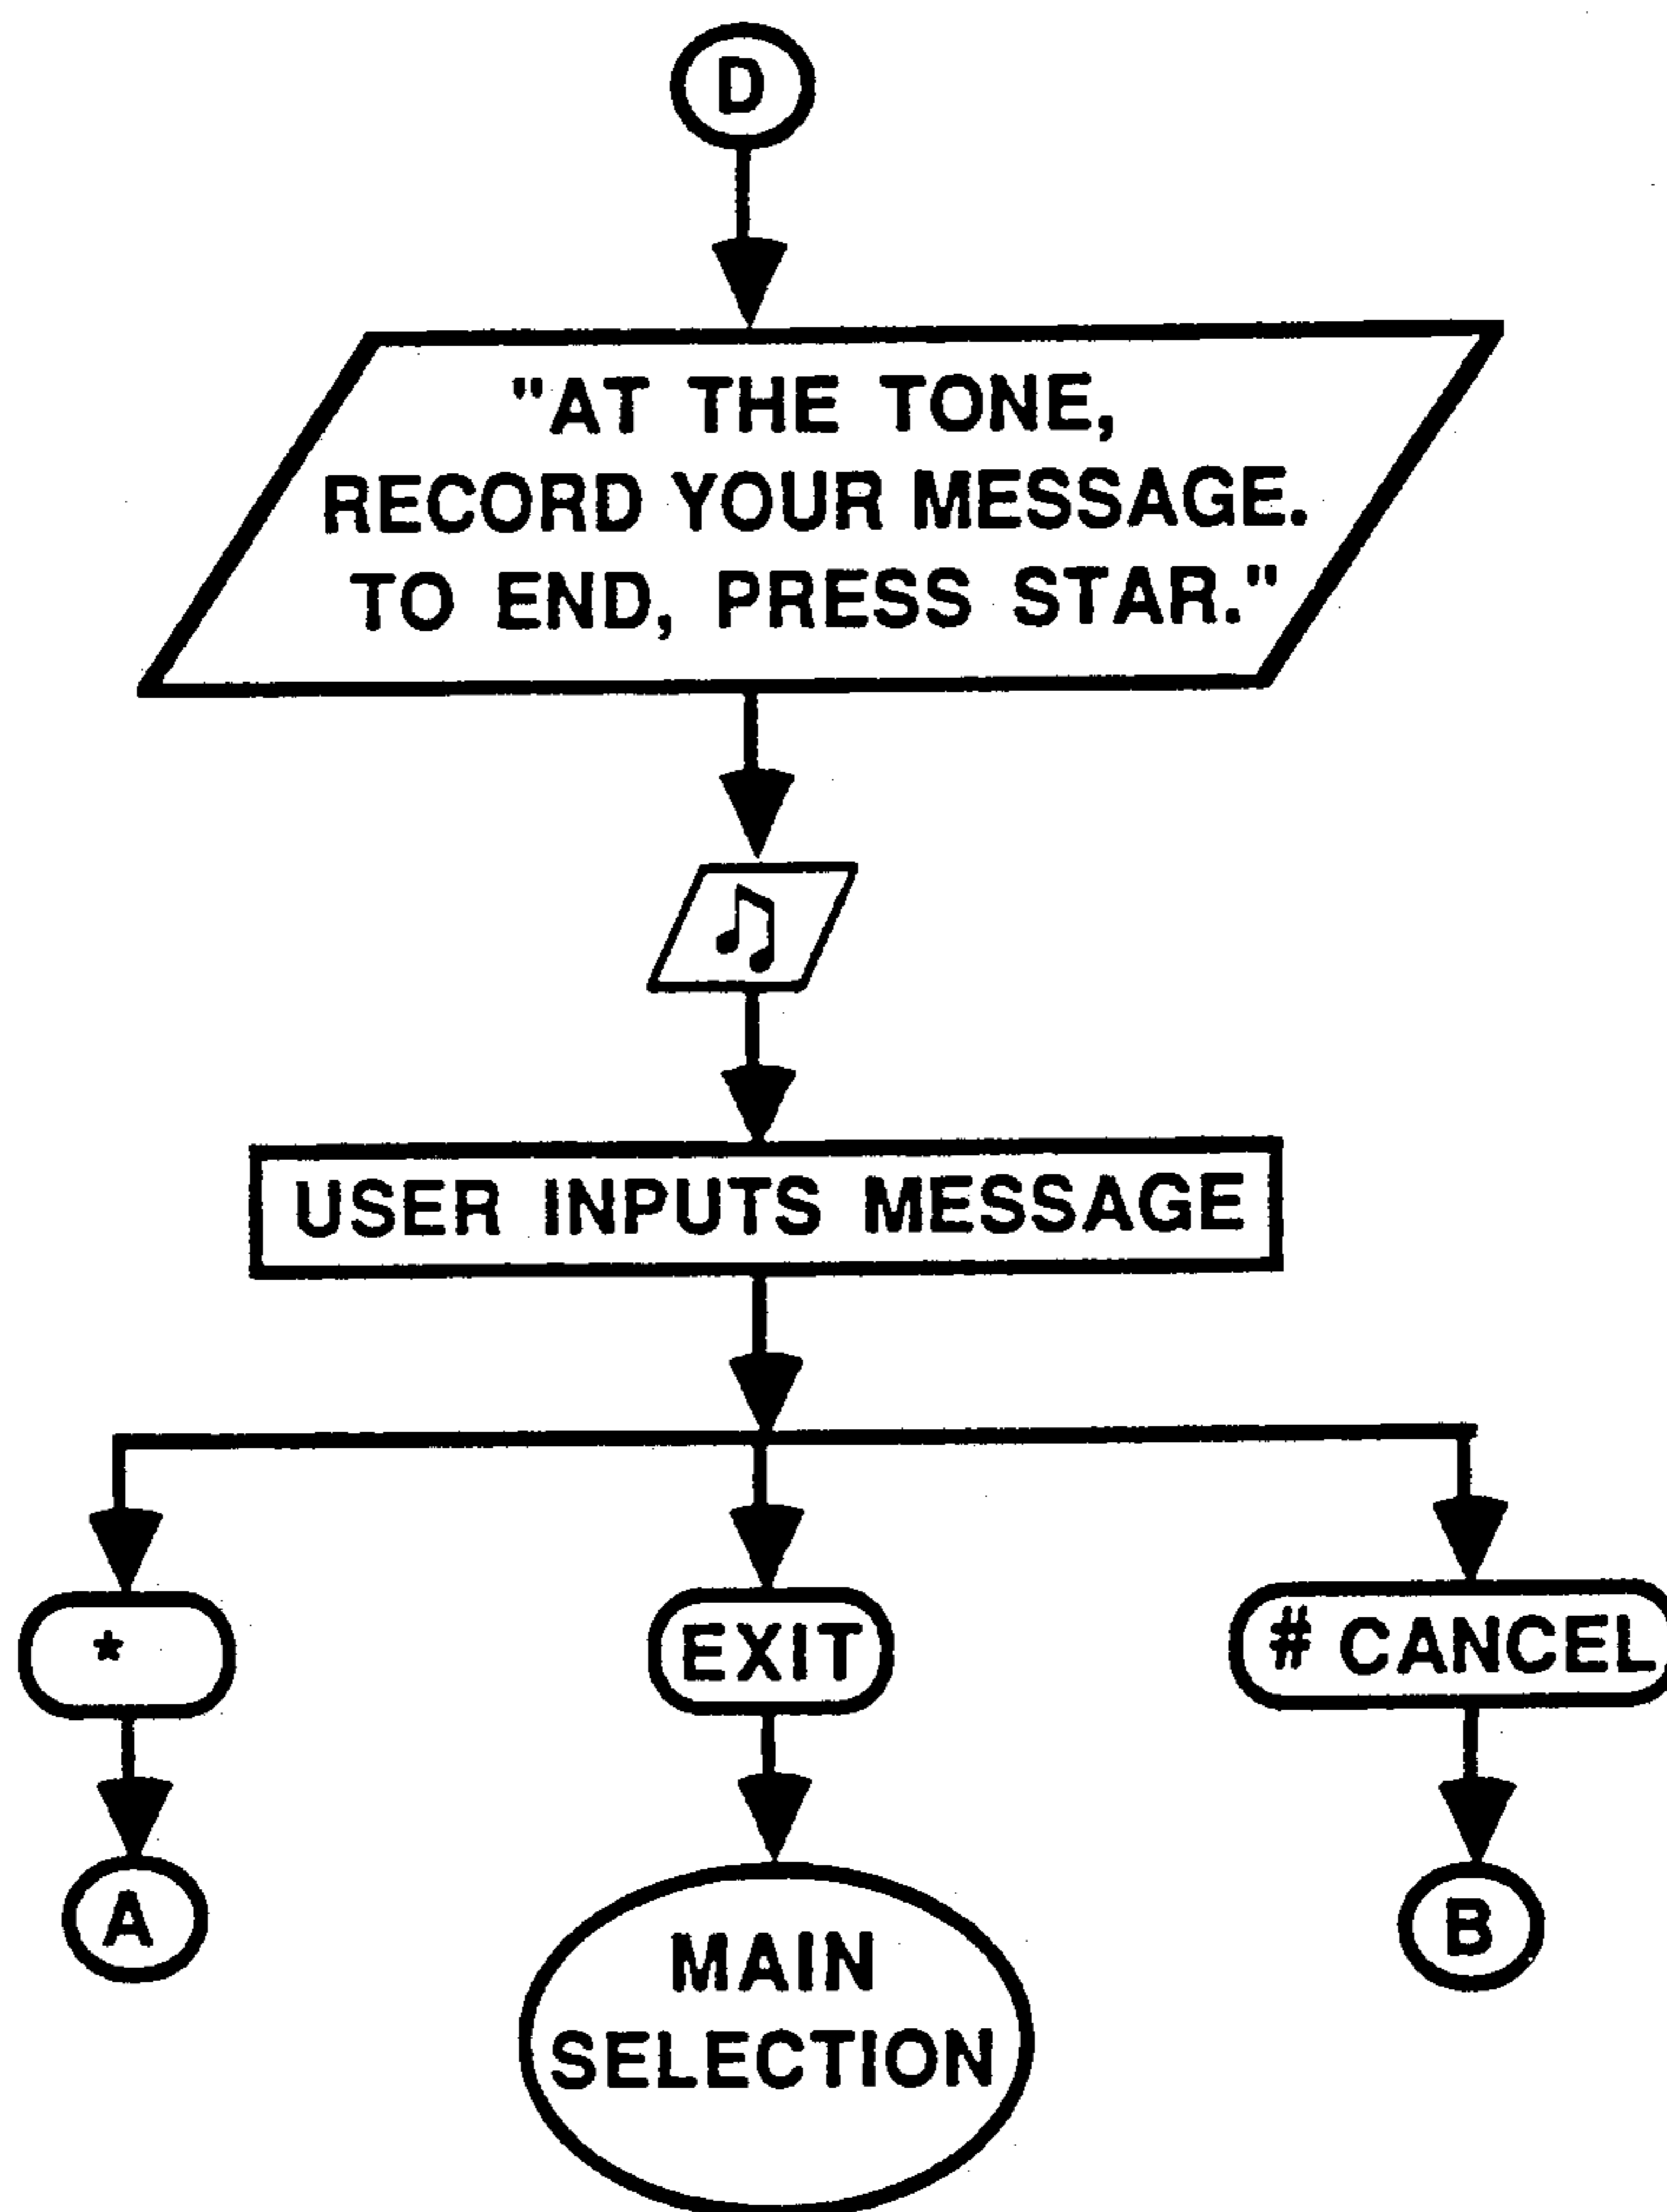 D
"AT THE TONE,
RECORD YOUR MESSAGE.
TO END, PRESS STAR."
USER INPUTS MESSAGE
*
EXIT
# CANCEL
A
MAIN
SELECTION
B